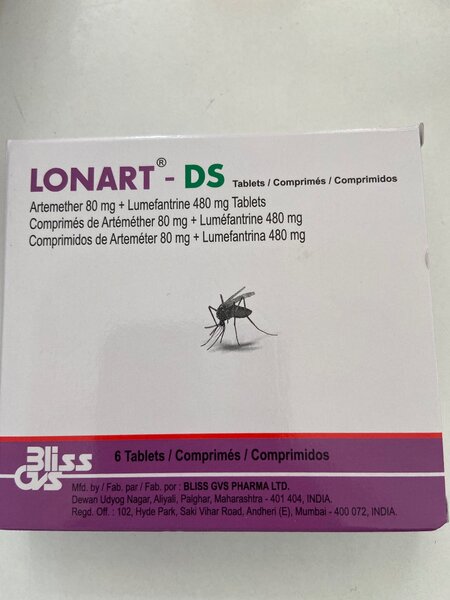 LONART® - DS Tablets / Comprimés / Comprimidos
Artemether 80 mg + Lumefantrine 480 mg Tablets
Comprimés de Artéméther 80 mg + Luméfantrine 480 mg
Comprimidos de Arteméter 80 mg + Lumefantrina 480 mg
Bliss
GVS
6 Tablets / Comprimés / Comprimidos
Mfd. by / Fab. par / Fab. por : BLISS GVS PHARMA LTD.
Dewan Udyog Nagar, Aliyali, Palghar, Maharashtra - 401 404, INDIA.
Regd. Off. : 102, Hyde Park, Saki Vihar Road, Andheri (E), Mumbai - 400 072, INDIA.